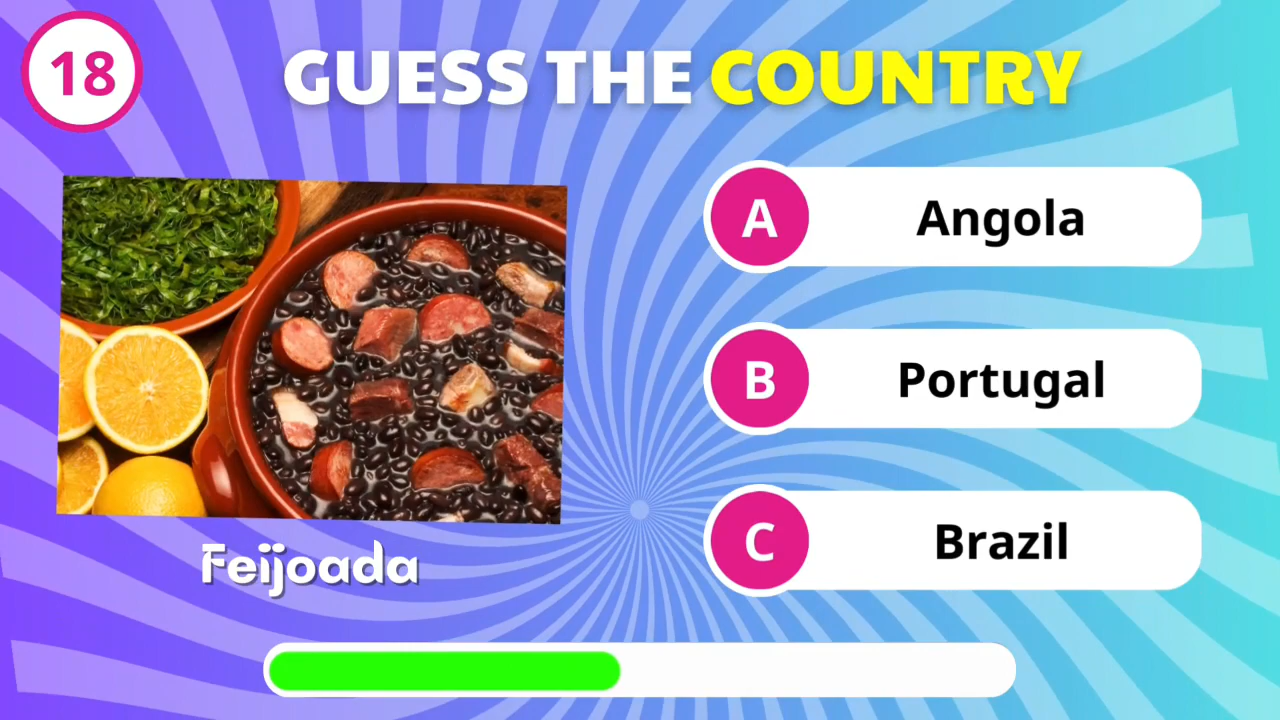 18
GUESS THE COUNTRY
A Angola
B Portugal
C Brazil
Feijoada